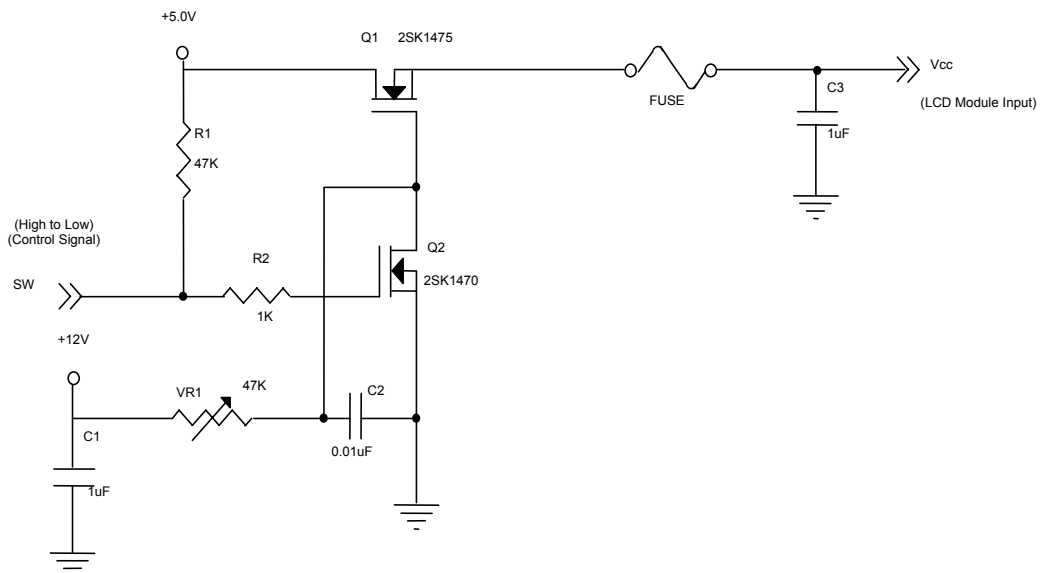 +5.0V
Q1 2SK1475
Vcc
FUSE
C3
(LCD Module Input)
1uF
R1
47K
(High to Low)
(Control Signal)
Q2
R2
2SK1470
SW
1K
+12V
VR1
47K
C2
C1
0.01uF
1uF